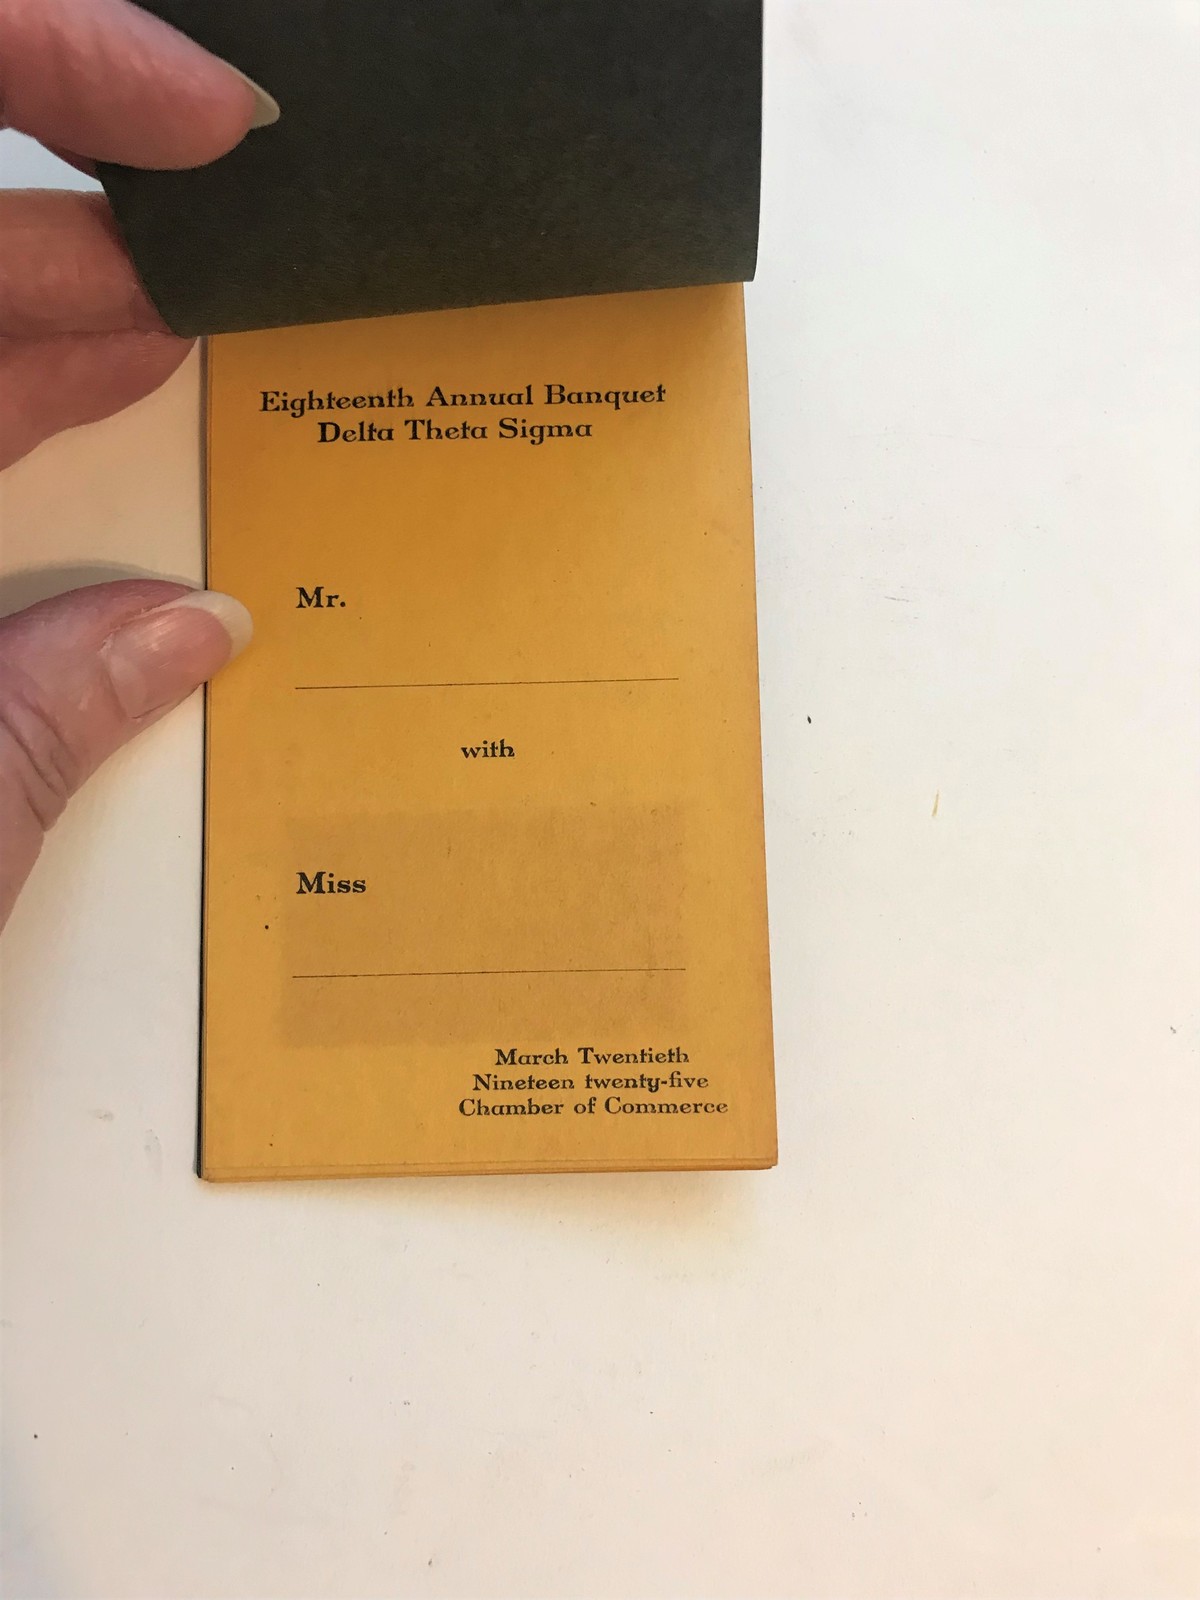 Eighteenth Annual Banquet
Delta Theta Sigma
Mr.
with
Miss
March Twentieth
Nineteen twenty-five
Chamber of Commerce